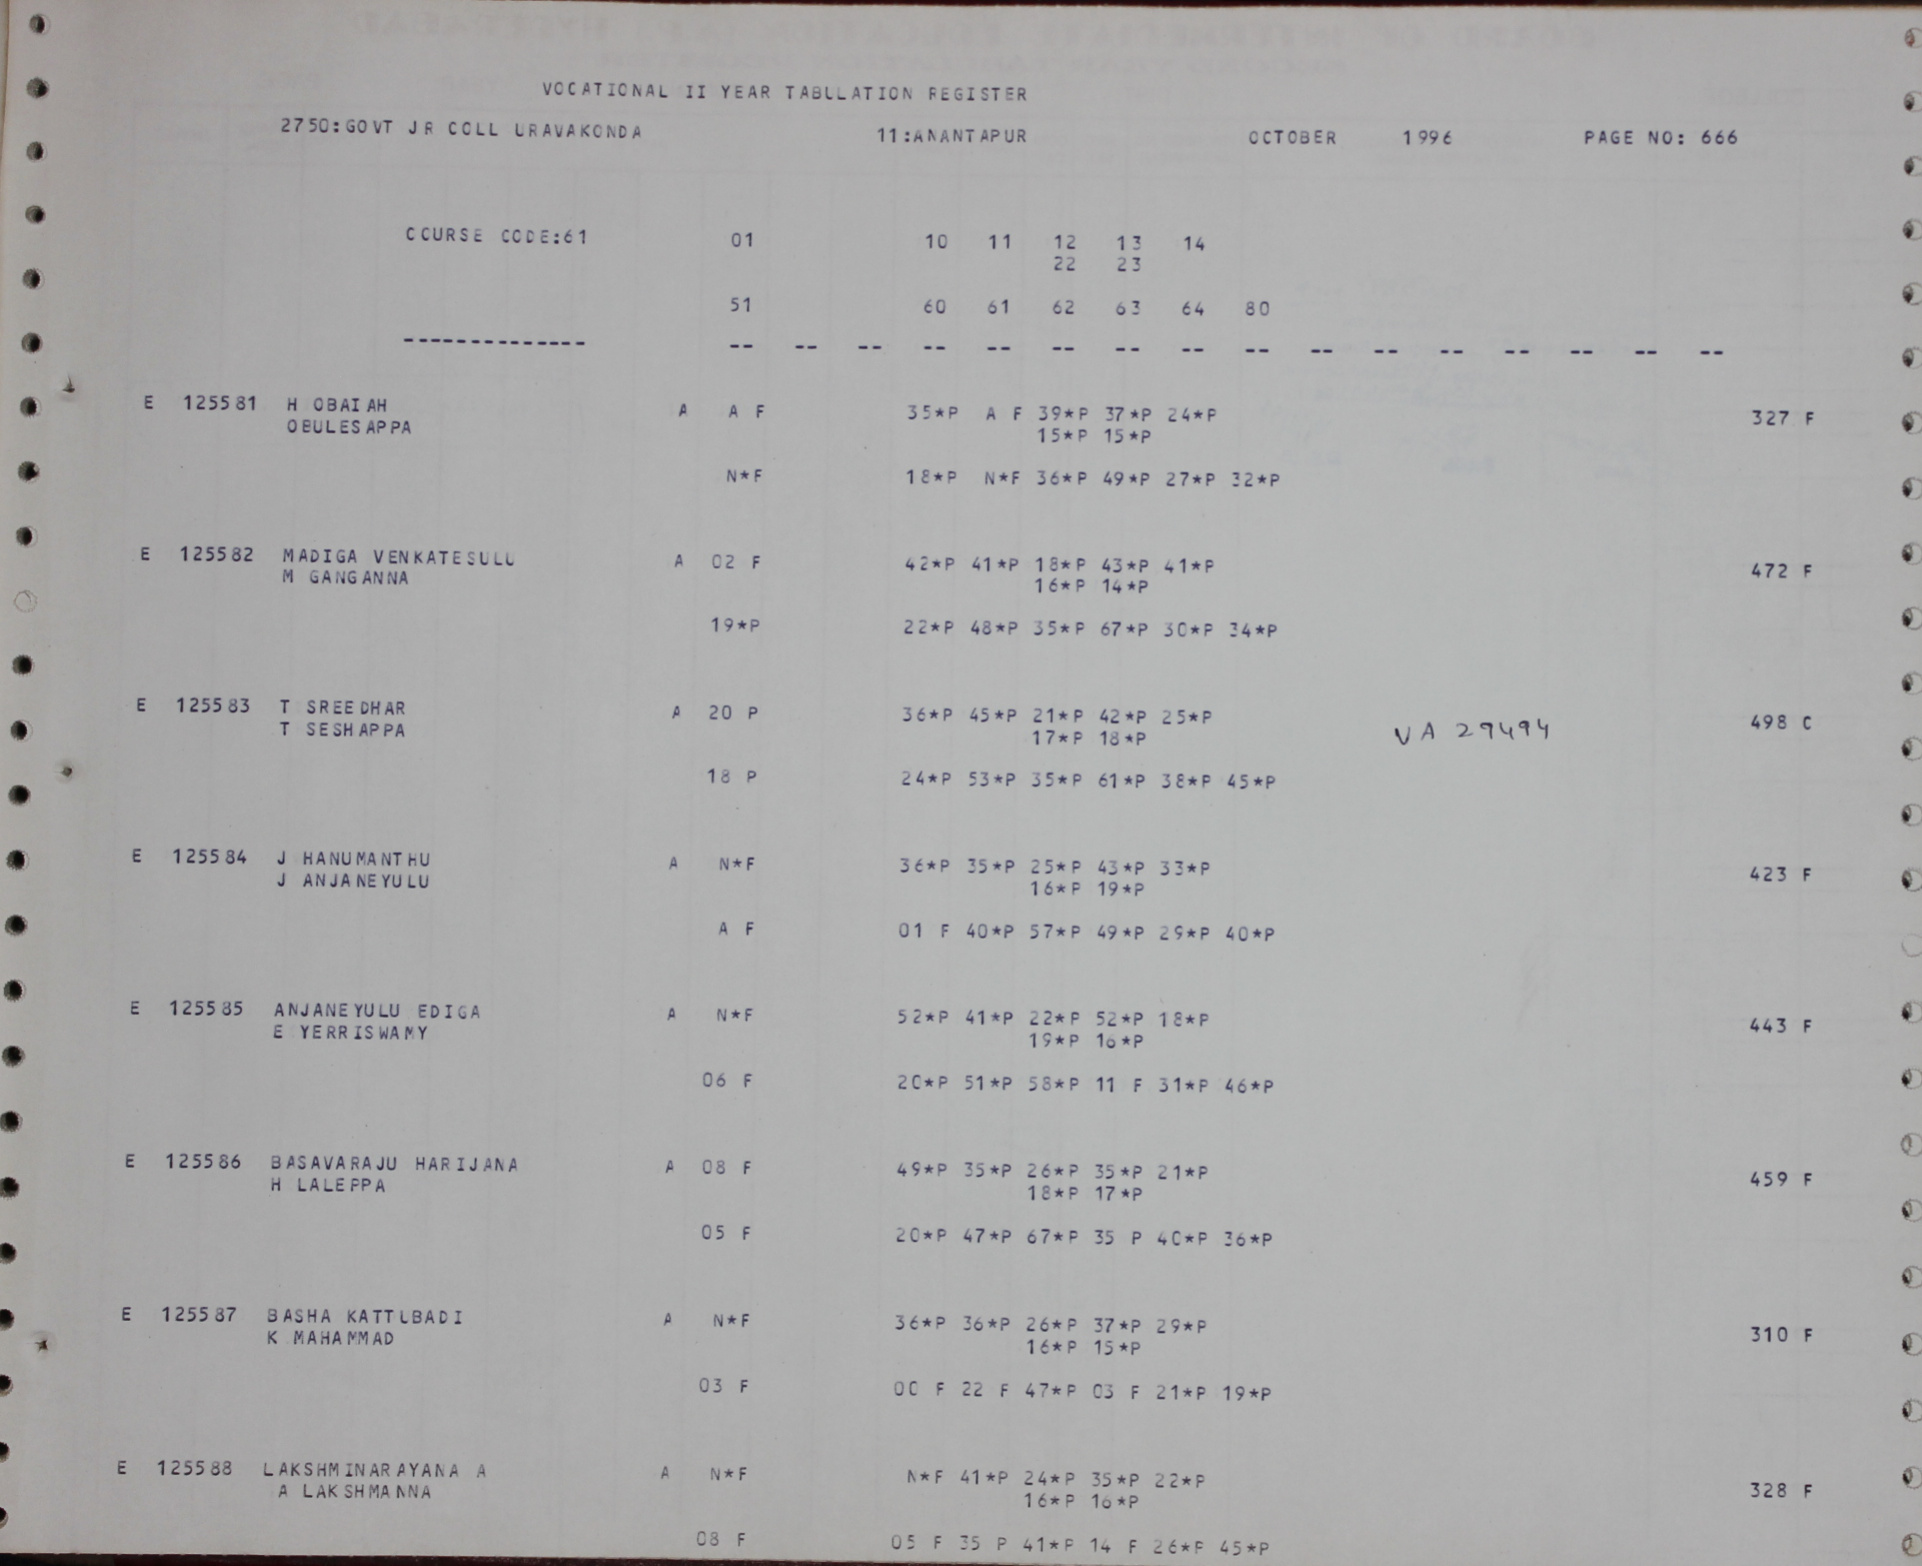 VOCATIONAL II YEAR TABLLATION REGISTER
2750:GOVT JR COLL URAVAKONDA 11:ANANTAPUR OCTOBER 1996 PAGE NO: 666
CCURSE CODE:61 01 10 11 12 13 14
22 23
51 60 61 62 63 64 80
-------------- -- -- -- -- -- -- -- -- -- -- -- -- -- -- -- --
E 125581 H OBAIAH A A F 35*P A F 39*P 37*P 24*P 327 F
OBULESAPPA 15*P 15*P
N*F 18*P N*F 36*P 49*P 27*P 32*P
E 125582 MADIGA VENKATESULU A 02 F 42*P 41*P 18*P 43*P 41*P 472 F
M GANGANNA 16*P 14*P
19*P 22*P 48*P 35*P 67*P 30*P 34*P
E 125583 T SREEDHAR A 20 P 36*P 45*P 21*P 42*P 25*P VA 29494 498 C
T SESHAPPA 17*P 18*P
18 P 24*P 53*P 35*P 61*P 38*P 45*P
E 125584 J HANUMANTHU A N*F 36*P 35*P 25*P 43*P 33*P 423 F
J ANJANEYULU 16*P 19*P
A F 01 F 40*P 57*P 49*P 29*P 40*P
E 125585 ANJANEYULU EDIGA A N*F 52*P 41*P 22*P 52*P 18*P 443 F
E YERRISWAMY 19*P 16*P
06 F 20*P 51*P 58*P 11 F 31*P 46*P
E 125586 BASAVARAJU HARIJANA A 08 F 49*P 35*P 26*P 35*P 21*P 459 F
H LALEPPA 18*P 17*P
05 F 20*P 47*P 67*P 35 P 40*P 36*P
E 125587 BASHA KATTLBADI A N*F 36*P 36*P 26*P 37*P 29*P 310 F
K MAHAMMAD 16*P 15*P
03 F 00 F 22 F 47*P 03 F 21*P 19*P
E 125588 LAKSHMINARAYANA A A N*F N*F 41*P 24*P 35*P 22*P 328 F
A LAKSHMANNA 16*P 16*P
08 F 05 F 35 P 41*P 14 F 26*P 45*P